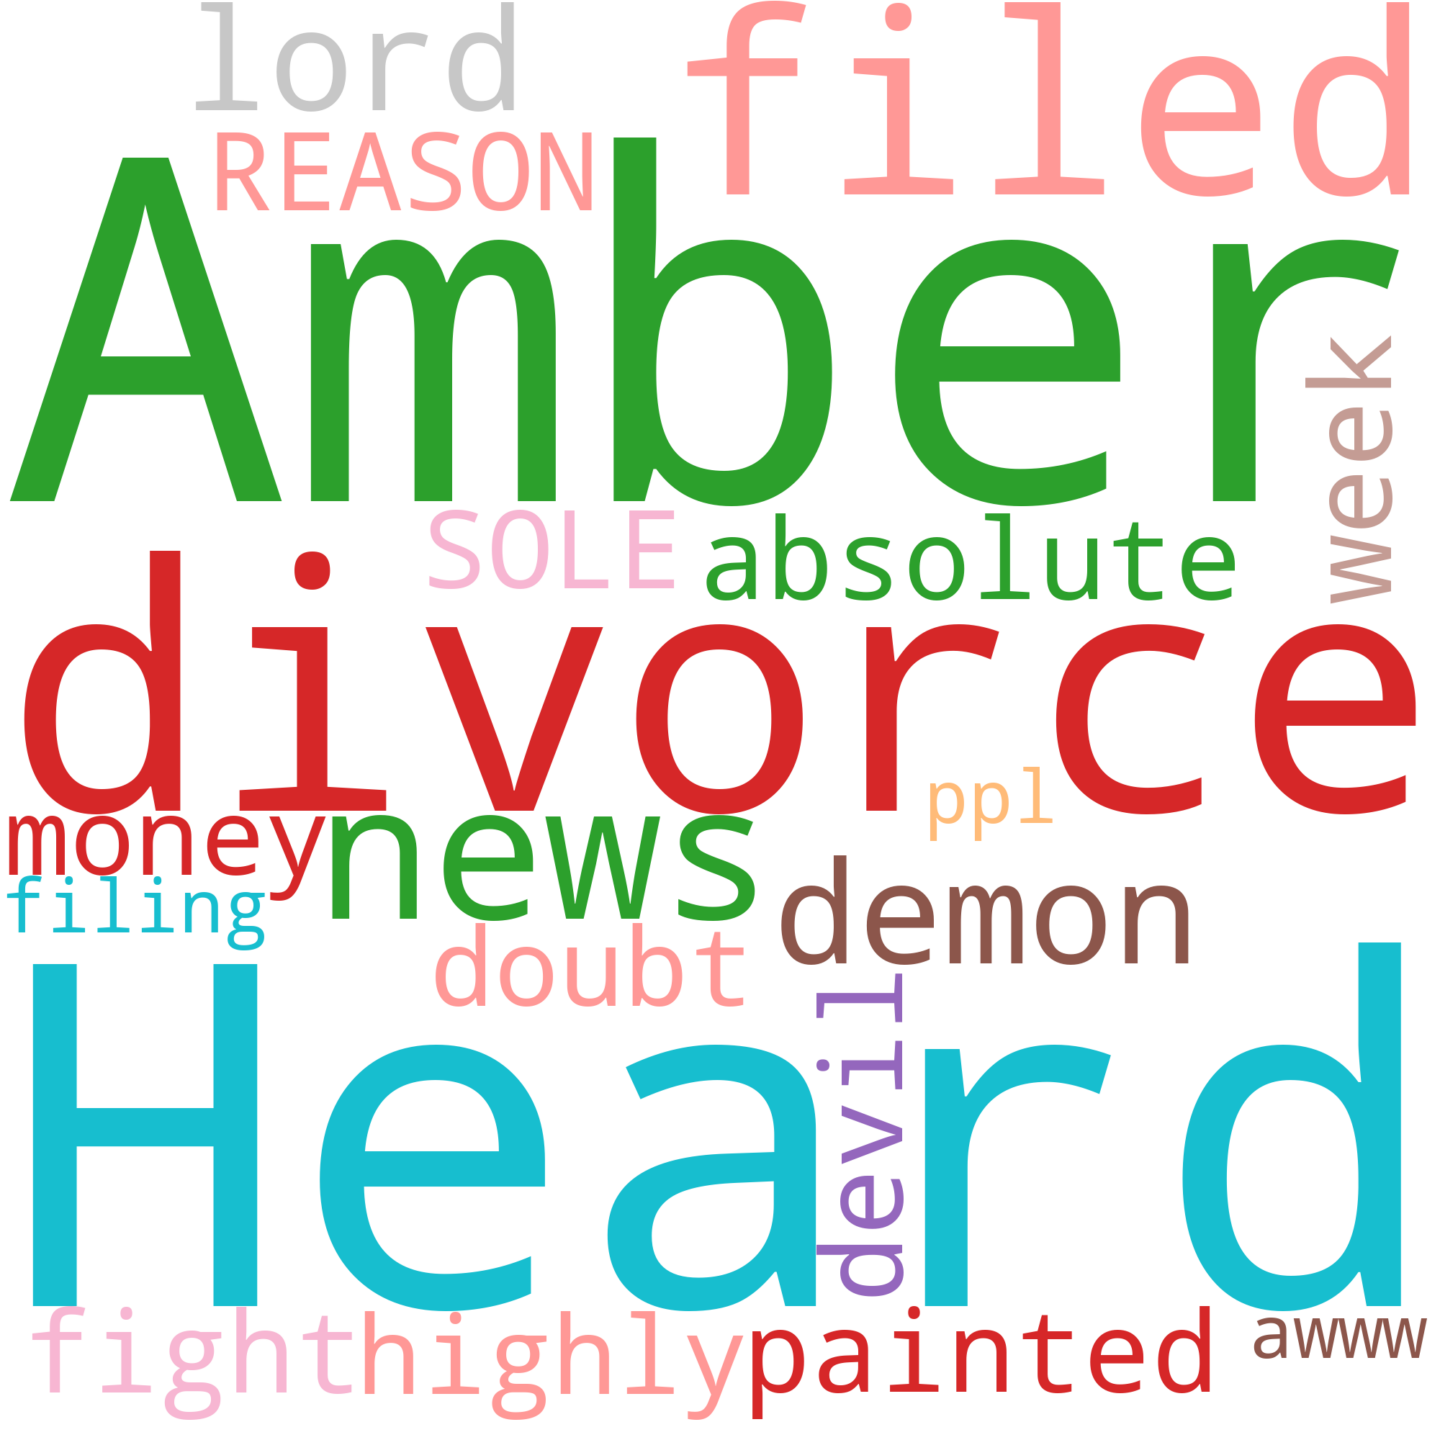 lord
filed
REASON
Amber
week
SOLE
absolute
divorce
ppl
money
news
filing
demon
doubt
devil
Heard
fight
highly
painted
awww